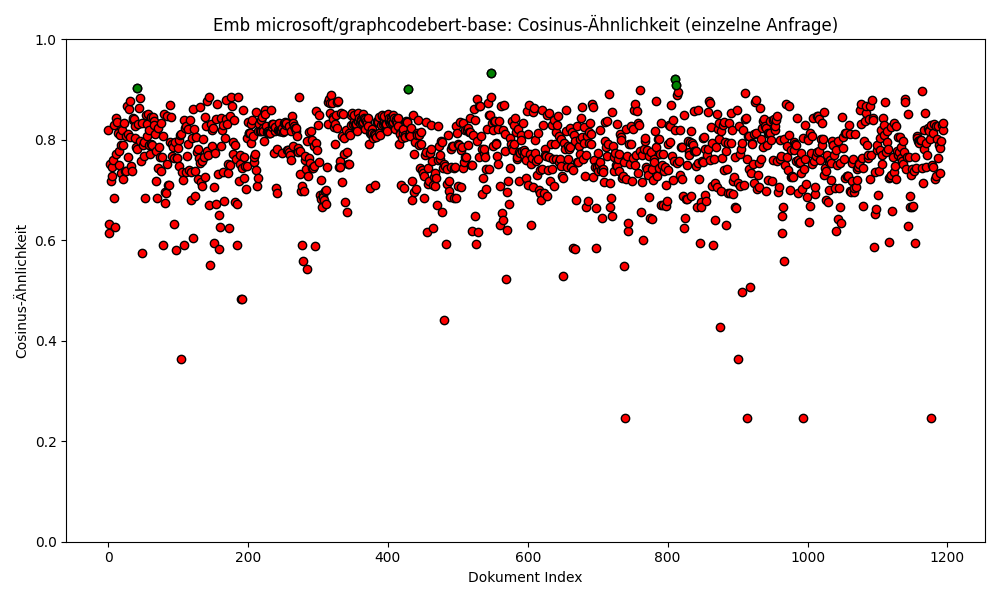 Emb microsoft/graphcodebert-base: Cosinus-Ähnlichkeit (einzelne Anfrage)
1.0
0.8
0.6
0.4
0.2
0.0
Cosinus-Ähnlichkeit
0 200 400 600 800 1000 1200
Dokument Index